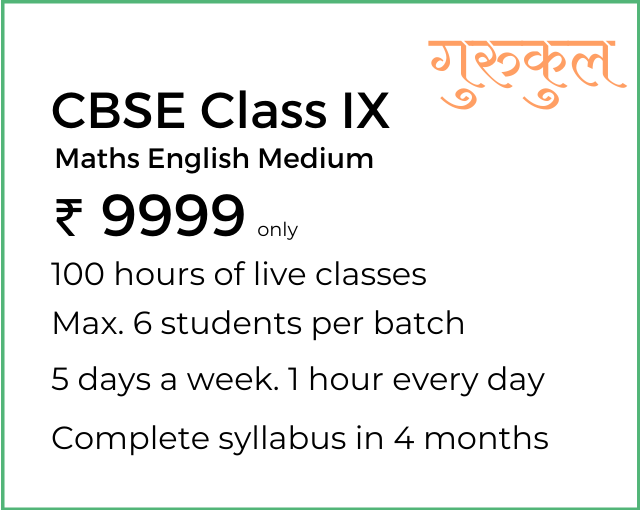 गुरुकुल
CBSE Class IX
Maths English Medium
₹ 9999 only
100 hours of live classes
Max. 6 students per batch
5 days a week. 1 hour every day
Complete syllabus in 4 months